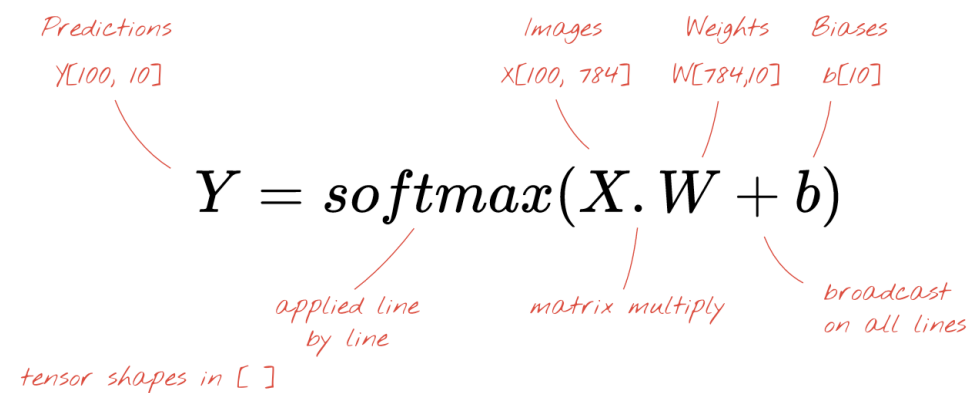 Predictions
Y[100, 10]
Images
X[100, 784]
Weights
W[784,10]
Biases
b[10]
Y = softmax(X.W + b)
applied line
by line
matrix multiply
broadcast
on all lines
tensor shapes in [ ]